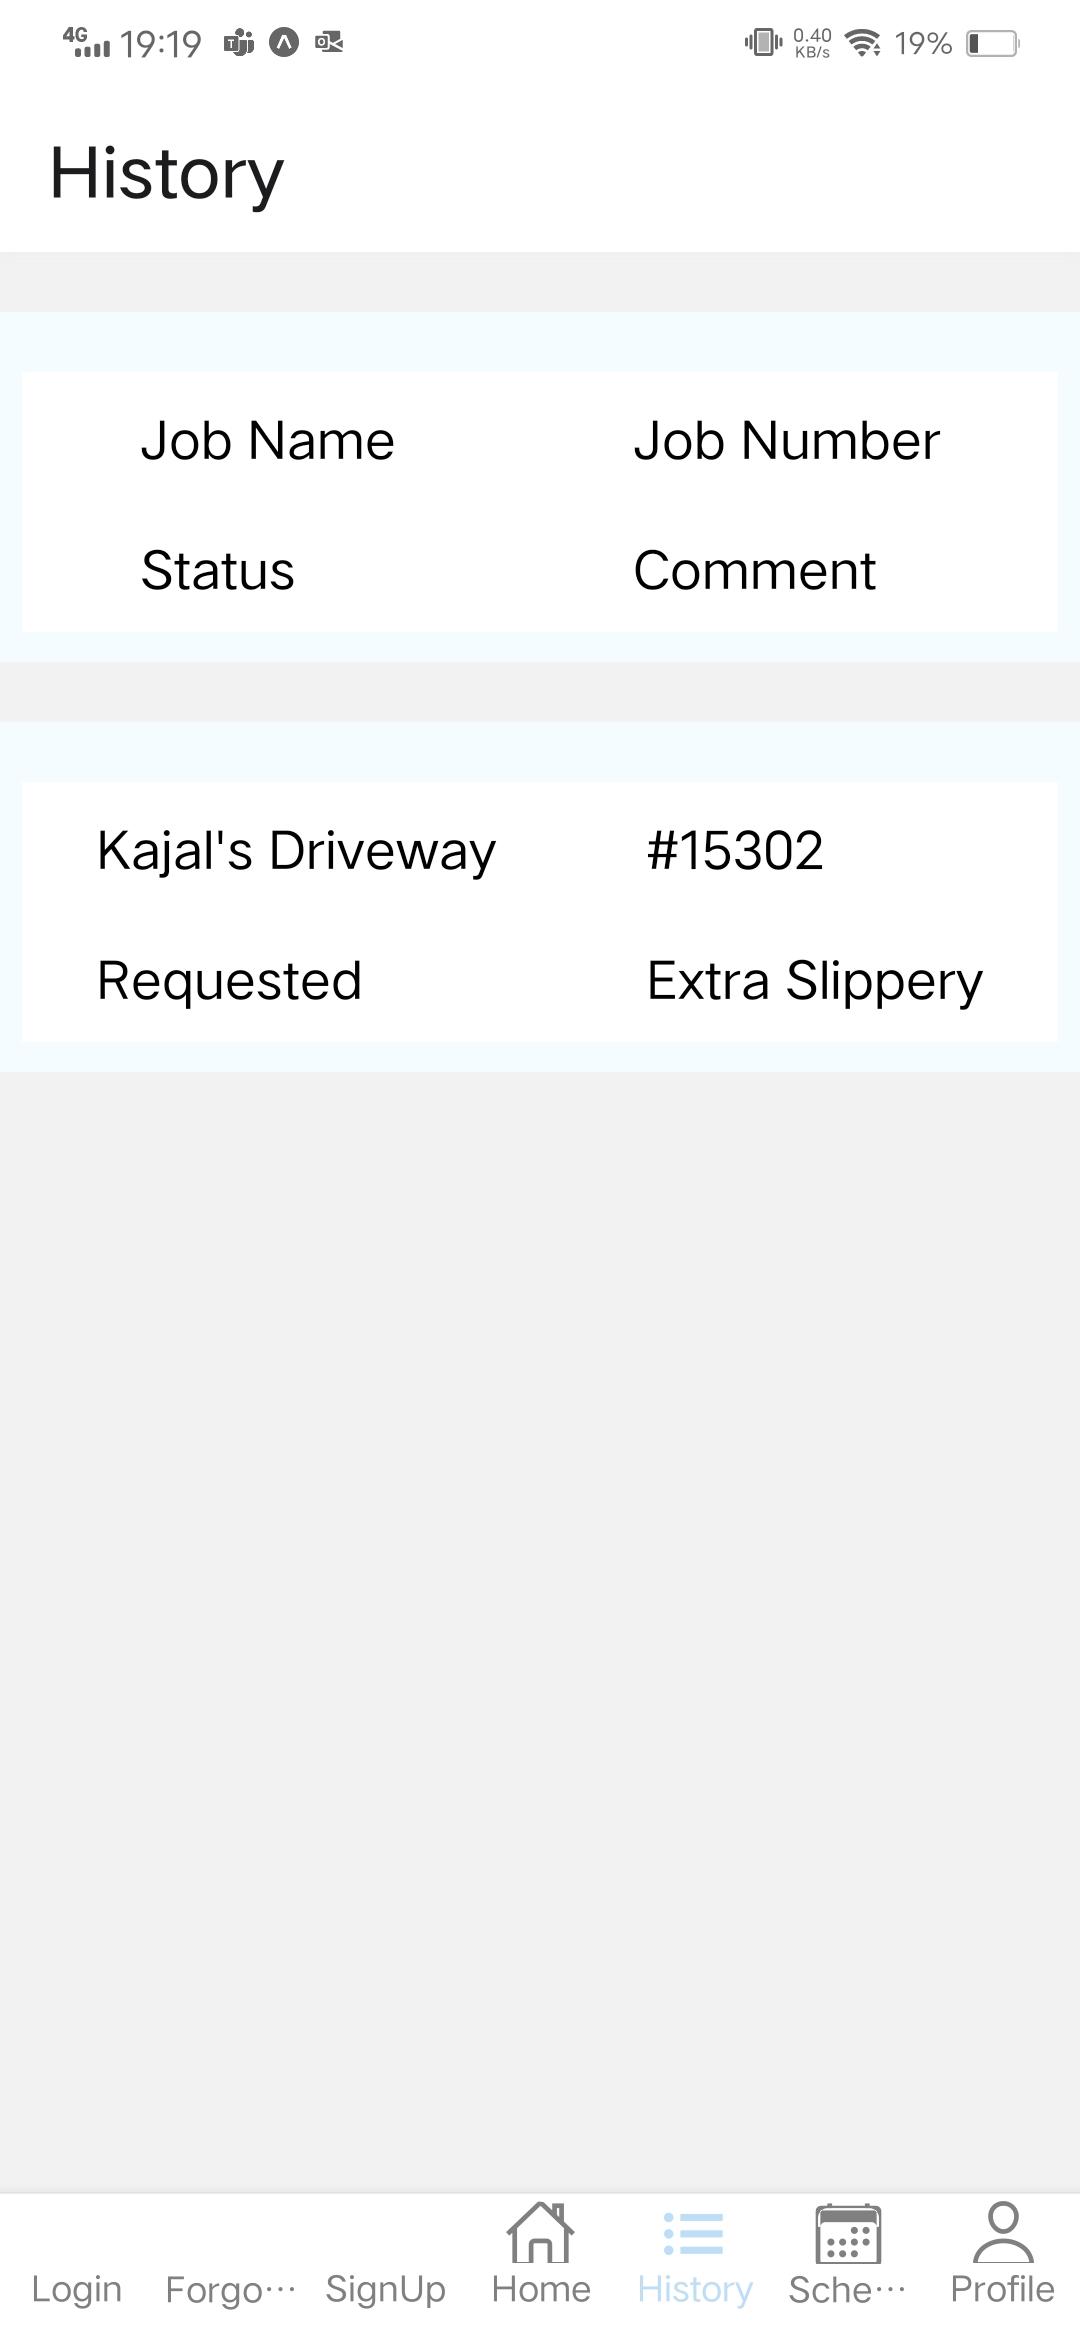 4G 19:19 0.40 KB/s 19%
History
Job Name Job Number
Status Comment
Kajal's Driveway #15302
Requested Extra Slippery
Login Forgo··· SignUp Home History Sche··· Profile